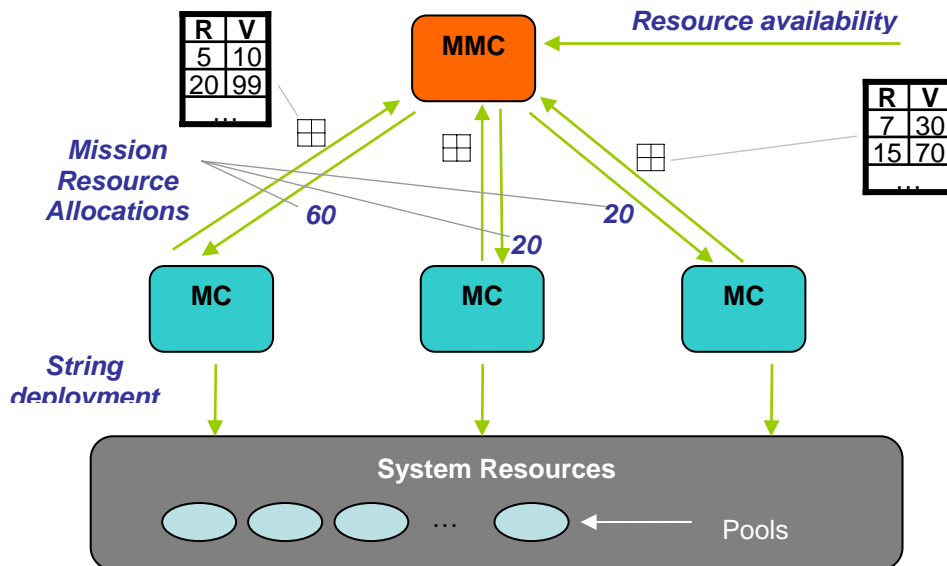 Resource availability
R V
5 10
20 99
...
MMC
R V
7 30
15 70
...
Mission
Resource
Allocations
60
20
20
MC
MC
MC
String
deployment
System Resources
...
Pools